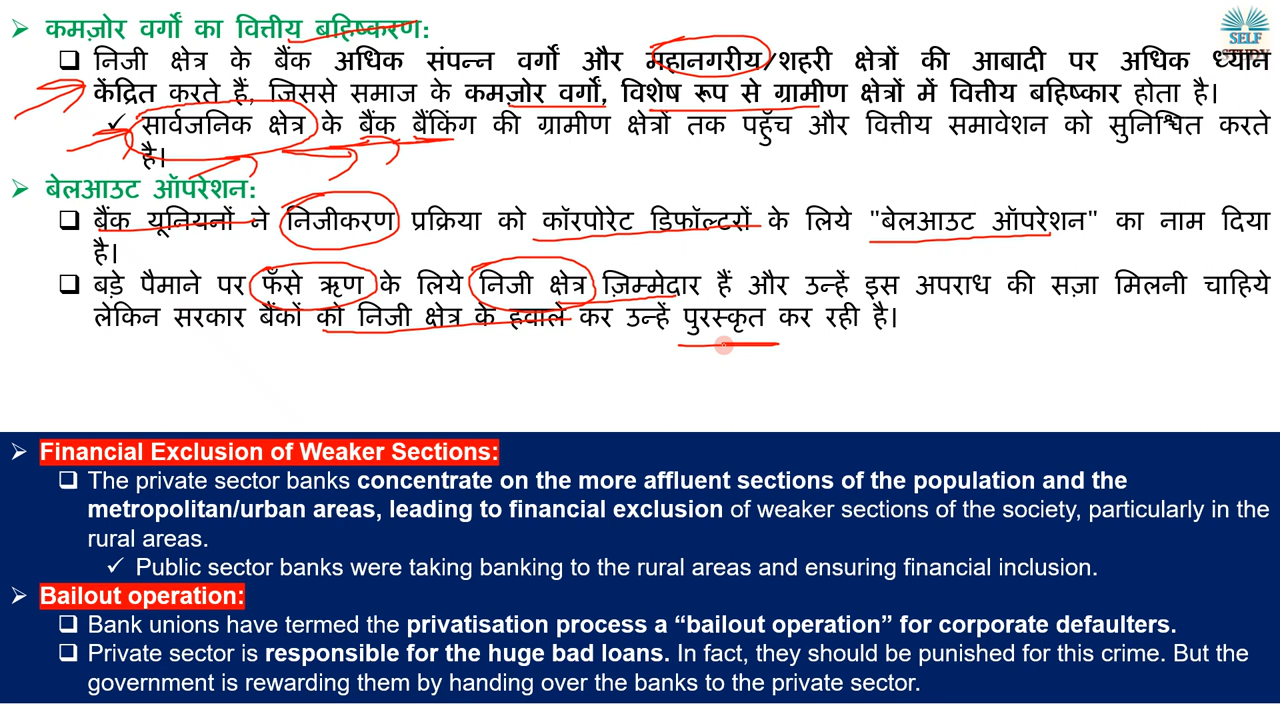 SELF
STUDY
➢ कमज़ोर वर्गों का वित्तीय बहिष्करण:
❑ निजी क्षेत्र के बैंक अधिक संपन्न वर्गों और महानगरीय/शहरी क्षेत्रों की आबादी पर अधिक ध्यान
केंद्रित करते हैं, जिससे समाज के कमज़ोर वर्गों, विशेष रूप से ग्रामीण क्षेत्रों में वित्तीय बहिष्कार होता है।
✓ सार्वजनिक क्षेत्र के बैंक बैंकिंग की ग्रामीण क्षेत्रों तक पहुँच और वित्तीय समावेशन को सुनिश्चित करते
है।
➢ बेलआउट ऑपरेशन:
❑ बैंक यूनियनों ने निजीकरण प्रक्रिया को कॉरपोरेट डिफॉल्टरों के लिये "बेलआउट ऑपरेशन" का नाम दिया
है।
❑ बड़े पैमाने पर फँसे ऋण के लिये निजी क्षेत्र ज़िम्मेदार हैं और उन्हें इस अपराध की सज़ा मिलनी चाहिये
लेकिन सरकार बैंकों को निजी क्षेत्र के हवाले कर उन्हें पुरस्कृत कर रही है।
➢ Financial Exclusion of Weaker Sections:
❑ The private sector banks concentrate on the more affluent sections of the population and the
metropolitan/urban areas, leading to financial exclusion of weaker sections of the society, particularly in the
rural areas.
✓ Public sector banks were taking banking to the rural areas and ensuring financial inclusion.
➢ Bailout operation:
❑ Bank unions have termed the privatisation process a “bailout operation” for corporate defaulters.
❑ Private sector is responsible for the huge bad loans. In fact, they should be punished for this crime. But the
government is rewarding them by handing over the banks to the private sector.